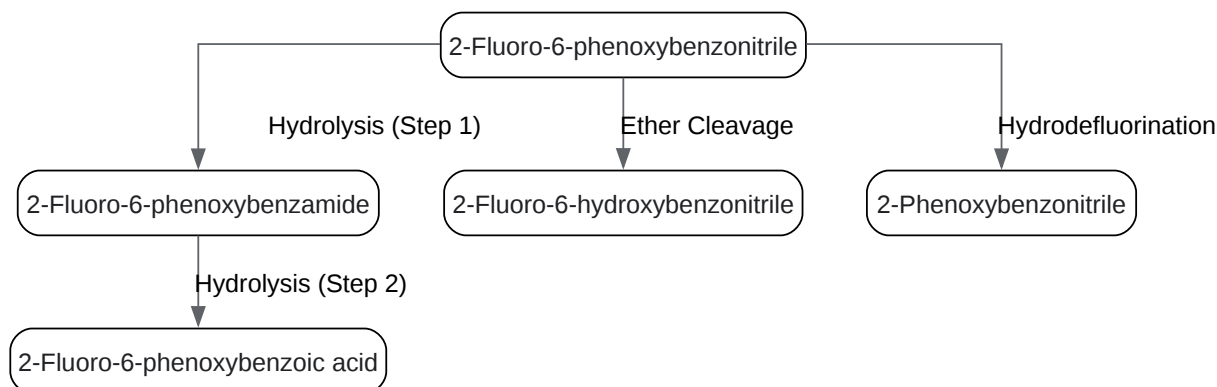 2-Fluoro-6-phenoxybenzonitrile
Hydrolysis (Step 1)
Ether Cleavage
Hydrodefluorination
2-Fluoro-6-phenoxybenzamide
2-Fluoro-6-hydroxybenzonitrile
2-Phenoxybenzonitrile
Hydrolysis (Step 2)
2-Fluoro-6-phenoxybenzoic acid